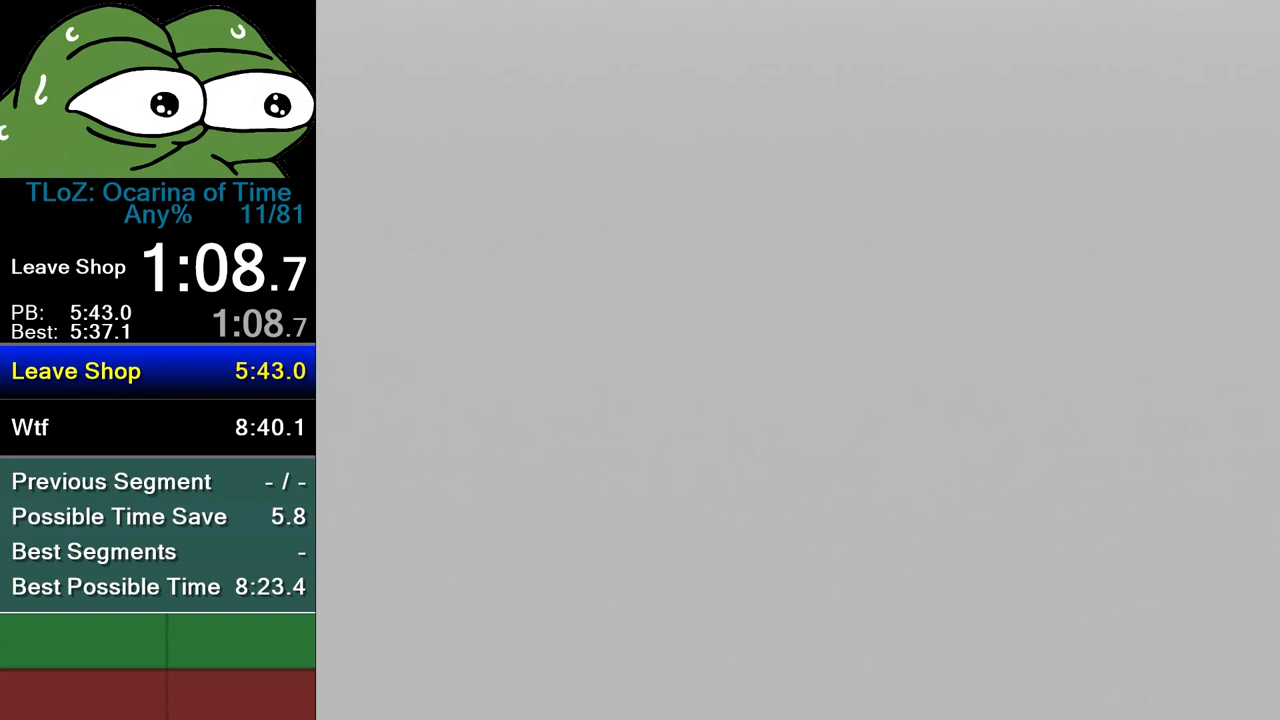 TLoZ: Ocarina of Time
Any% 11/81
Leave Shop 1:08.7
PB: 5:43.0
Best: 5:37.1 1:08.7
Leave Shop 5:43.0
Wtf 8:40.1
Previous Segment - / -
Possible Time Save 5.8
Best Segments -
Best Possible Time 8:23.4